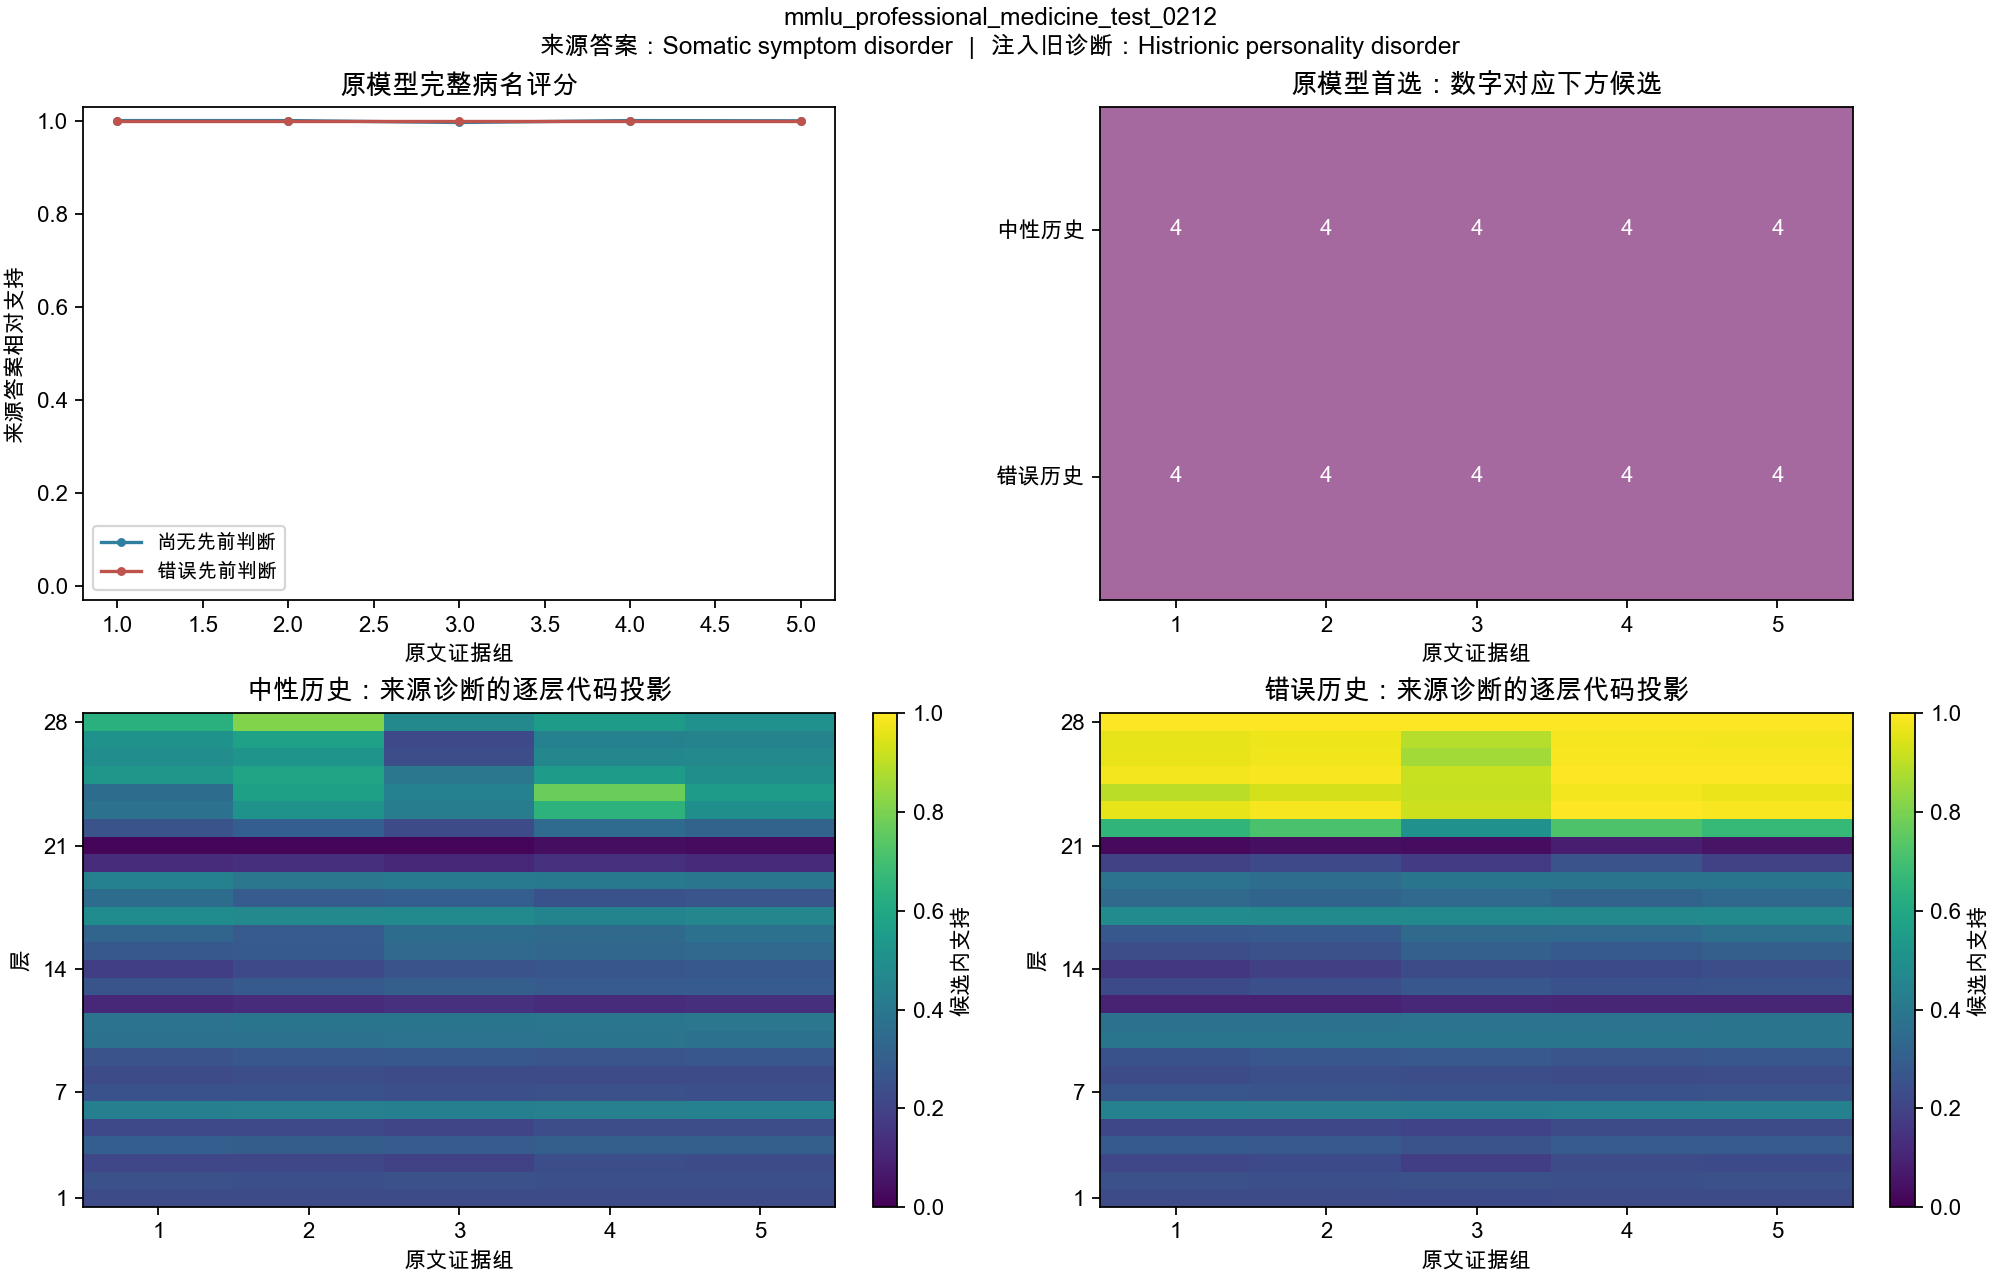 mmlu_professional_medicine_test_0212
来源答案：Somatic symptom disorder | 注入旧诊断：Histrionic personality disorder
原模型完整病名评分
来源答案相对支持
1.0
0.8
0.6
0.4
0.2
0.0
尚无先前判断
错误先前判断
1.0 1.5 2.0 2.5 3.0 3.5 4.0 4.5 5.0
原文证据组
原模型首选：数字对应下方候选
中性历史
4 4 4 4 4
错误历史
4 4 4 4 4
1 2 3 4 5
原文证据组
中性历史：来源诊断的逐层代码投影
层
28
21
14
7
1
1 2 3 4 5
原文证据组
1.0
0.8
0.6
0.4
0.2
0.0
候选内支持
错误历史：来源诊断的逐层代码投影
层
28
21
14
7
1
1 2 3 4 5
原文证据组
1.0
0.8
0.6
0.4
0.2
0.0
候选内支持